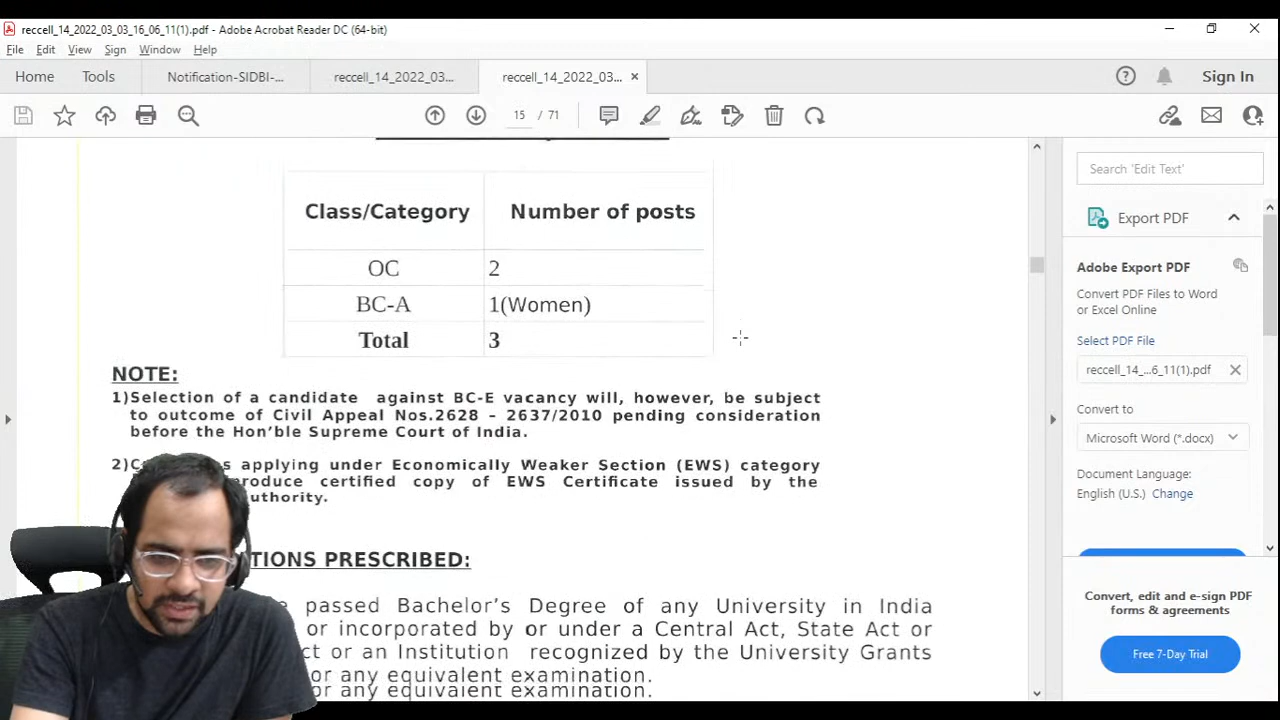 reccell_14_2022_03_03_16_06_11(1).pdf - Adobe Acrobat Reader DC (64-bit)
File Edit View Sign Window Help
Home Tools Notification-SIDBI-... reccell_14_2022_03... reccell_14_2022_03... × Sign In
15 / 71
Class/Category Number of posts
OC 2
BC-A 1(Women)
Total 3
NOTE:
1)Selection of a candidate against BC-E vacancy will, however, be subject
to outcome of Civil Appeal Nos.2628 – 2637/2010 pending consideration
before the Hon'ble Supreme Court of India.
2) applying under Economically Weaker Section (EWS) category
produce certified copy of EWS Certificate issued by the
TIONS PRESCRIBED:
passed Bachelor's Degree of any University in India
or incorporated by or under a Central Act, State Act or
or an Institution recognized by the University Grants
or any equivalent examination.
or any equivalent examination.
Search 'Edit Text'
Export PDF
Adobe Export PDF
Convert PDF Files to Word
or Excel Online
Select PDF File
reccell_14_...6_11(1).pdf
Convert to
Microsoft Word (*.docx)
Document Language:
English (U.S.) Change
Convert, edit and e-sign PDF
forms & agreements
Free 7-Day Trial